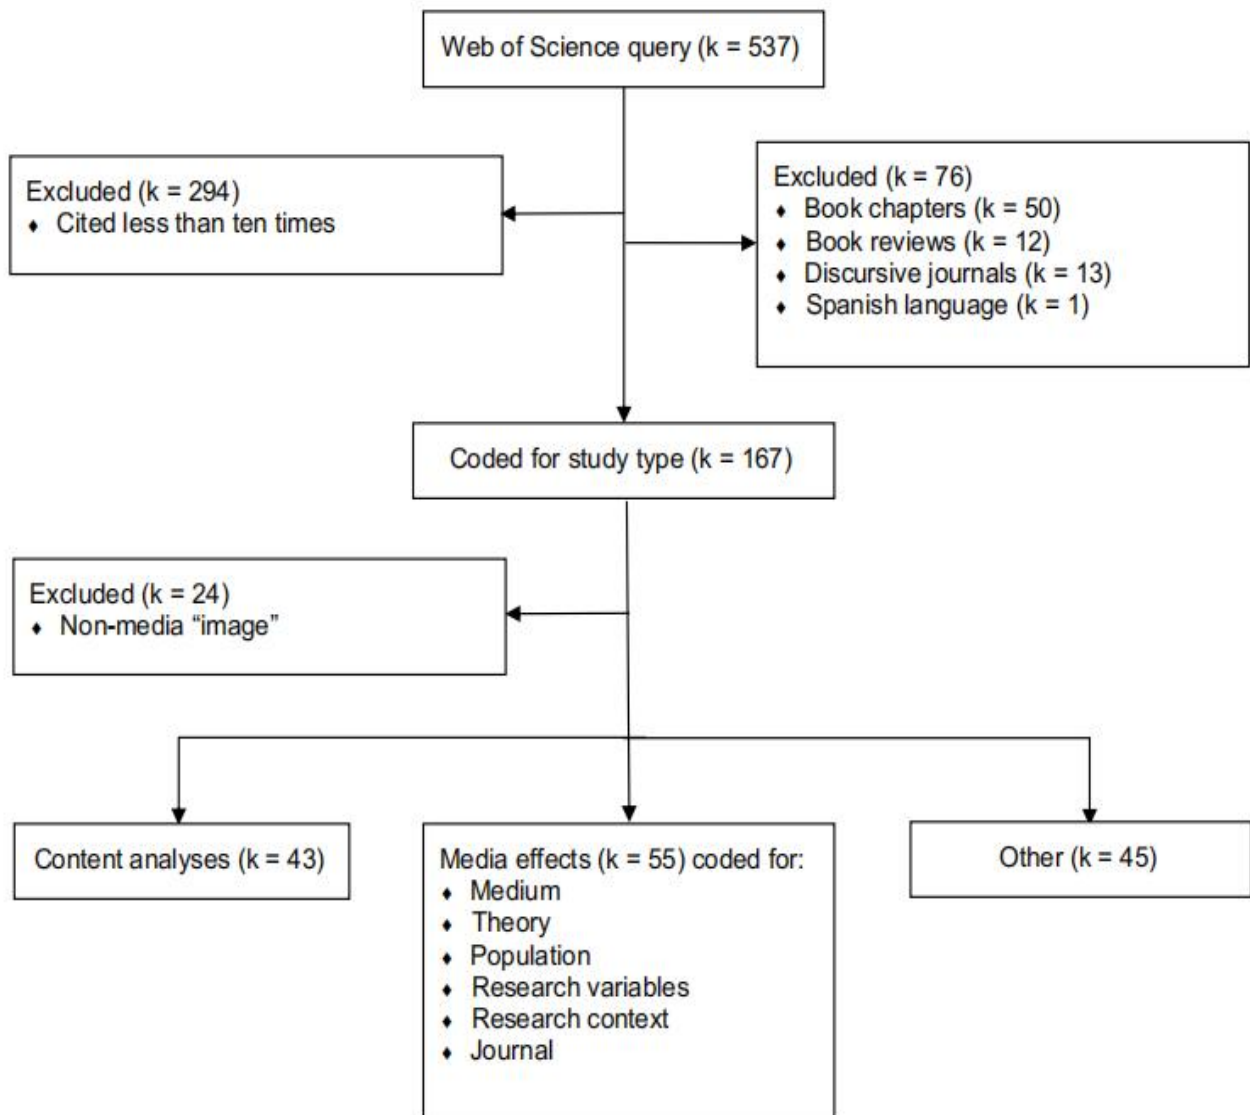 Web of Science query (k = 537)
Excluded (k = 294)
♦ Cited less than ten times
Excluded (k = 76)
♦ Book chapters (k = 50)
♦ Book reviews (k = 12)
♦ Discursive journals (k = 13)
♦ Spanish language (k = 1)
Coded for study type (k = 167)
Excluded (k = 24)
♦ Non-media “image”
Content analyses (k = 43)
Media effects (k = 55) coded for:
♦ Medium
♦ Theory
♦ Population
♦ Research variables
♦ Research context
♦ Journal
Other (k = 45)